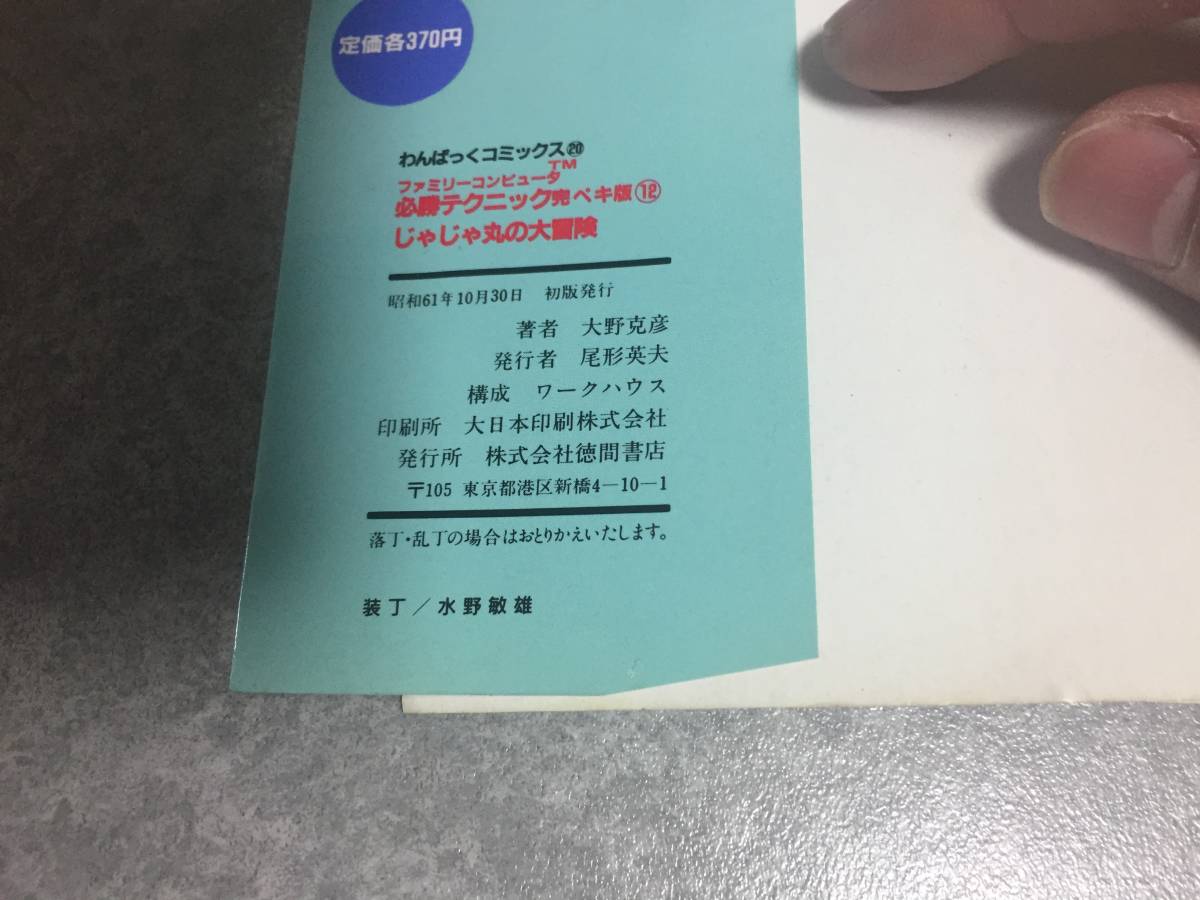 定価各370円
わんぱっくコミックス⑳
ファミリーコンピュータTM
必勝テクニック完ペキ版⑫
じゃじゃ丸の大冒険
昭和61年10月30日 初版発行
著者 大野克彦
発行者 尾形英夫
構成 ワークハウス
印刷所 大日本印刷株式会社
発行所 株式会社徳間書店
〒105 東京都港区新橋4―10―1
落丁・乱丁の場合はおとりかえいたします。
装丁／水野敏雄